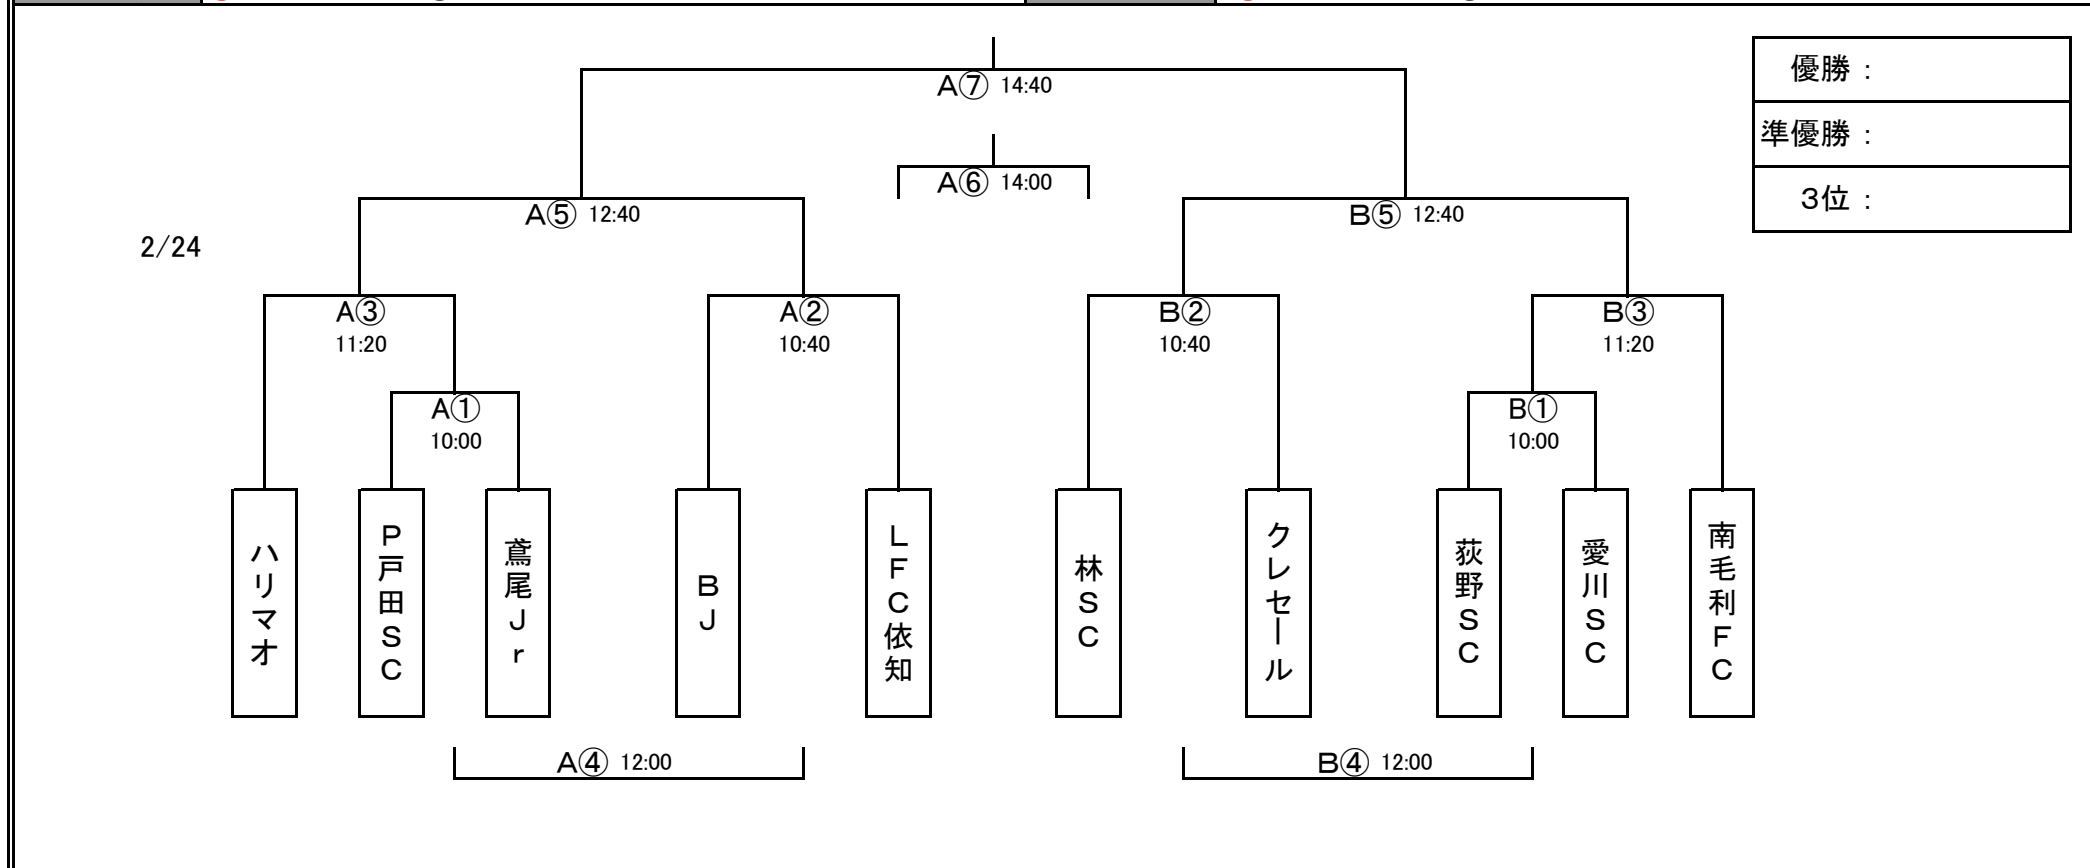 優勝：
A⑦ 14:40
準優勝：
A⑥ 14:00
３位：
A⑤ 12:40
B⑤ 12:40
2/24
A③
11:20
A②
10:40
B②
10:40
B③
11:20
A①
10:00
B①
10:00
ハリマオ
P戸田SC
鳶尾Jr
BJ
LFC依知
林SC
クレセール
荻野SC
愛川SC
南毛利FC
A④ 12:00
B④ 12:00